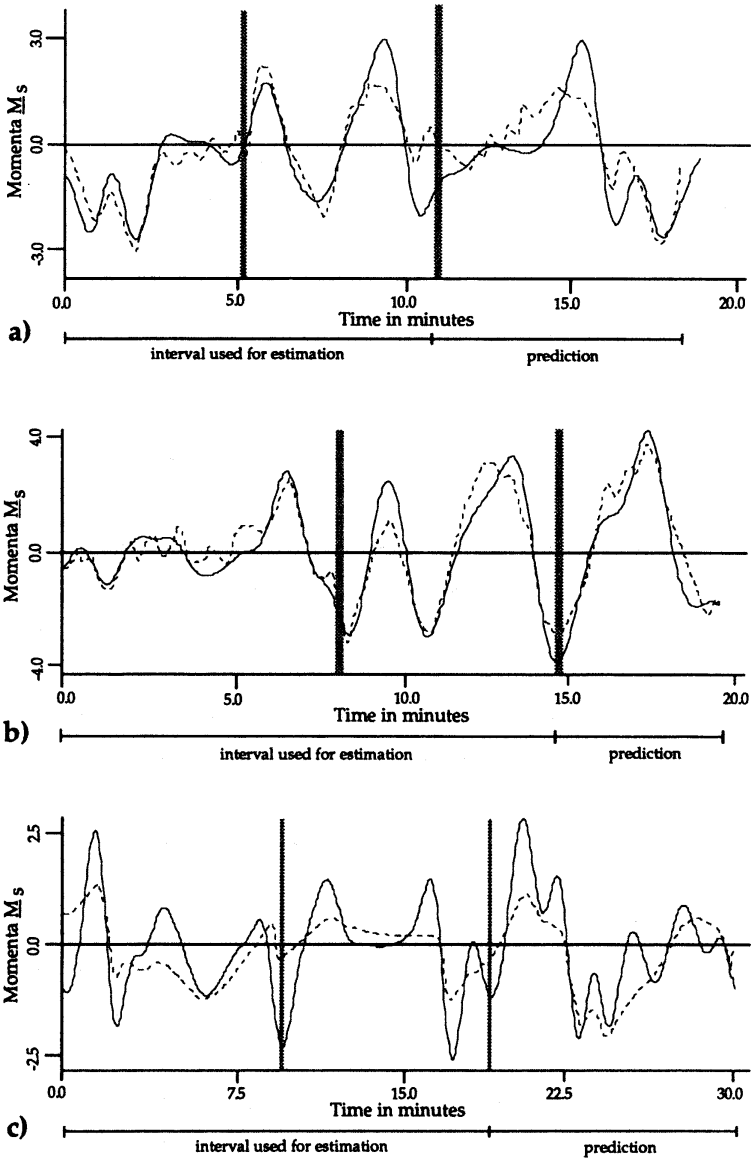 3.0
0.0
-3.0
Momenta Ms
0.0 5.0 10.0 15.0 20.0
Time in minutes
a)
interval used for estimation prediction
4.0
0.0
-4.0
Momenta Ms
0.0 5.0 10.0 15.0 20.0
Time in minutes
b)
interval used for estimation prediction
2.5
0.0
-2.5
Momenta Ms
0.0 7.5 15.0 22.5 30.0
Time in minutes
c)
interval used for estimation prediction